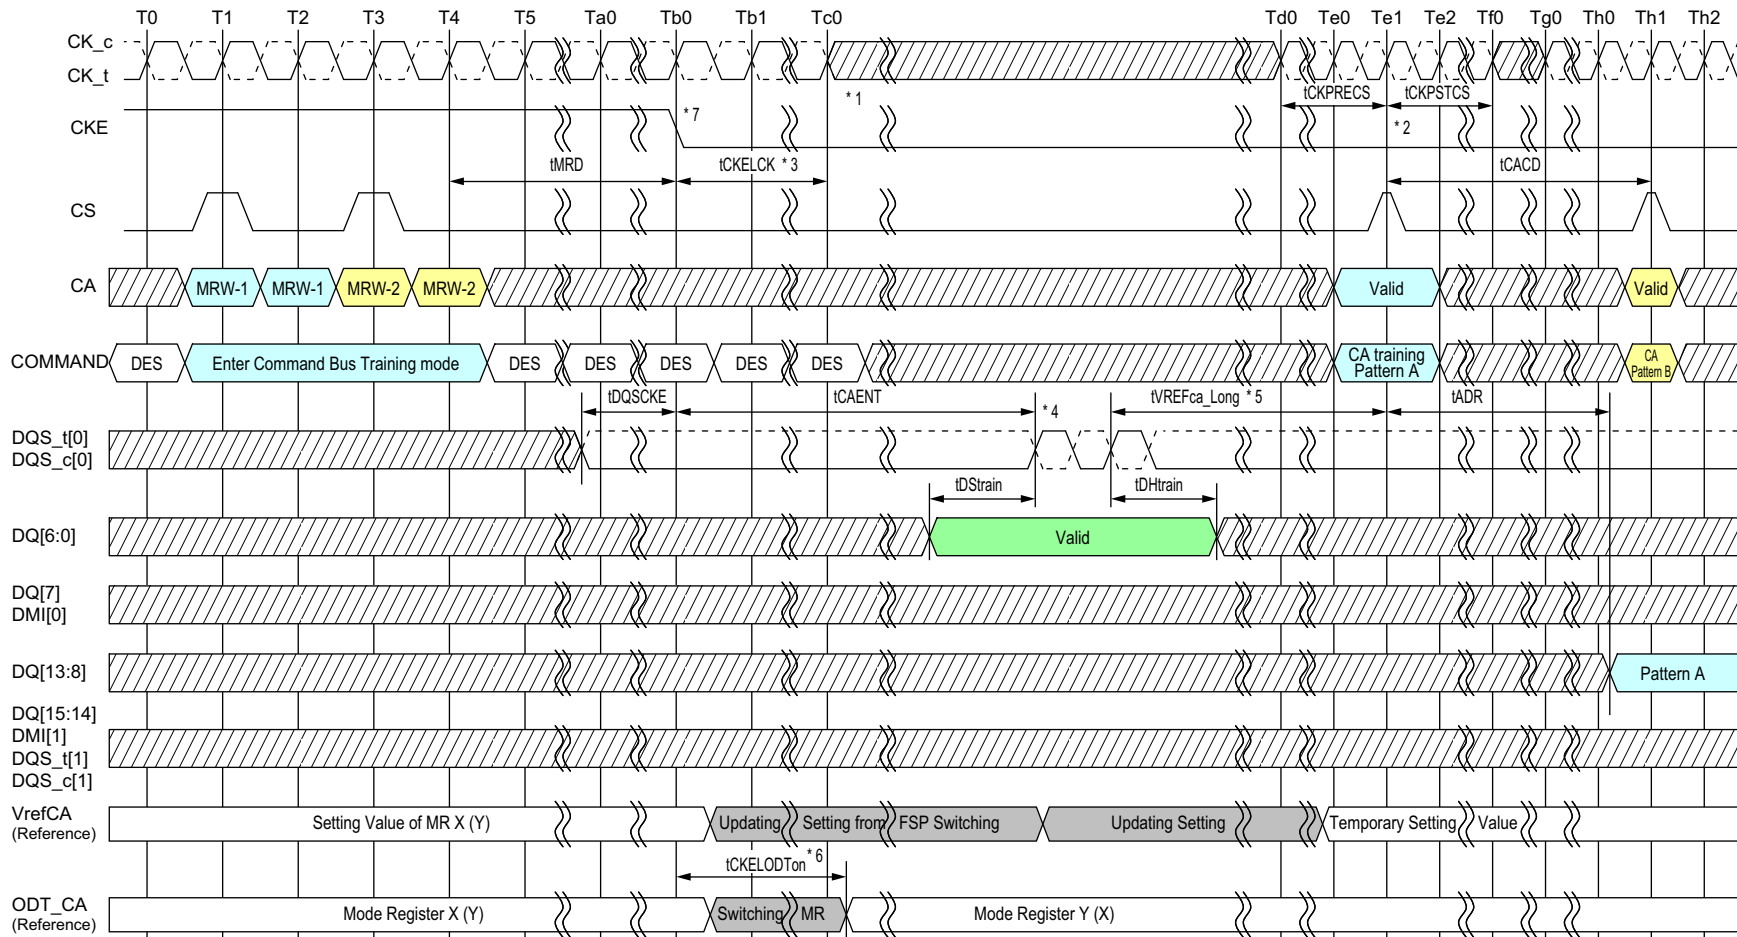 T0 T1 T2 T3 T4 T5 Ta0 Tb0 Tb1 Tc0 Td0 Te0 Te1 Te2 Tf0 Tg0 Th0 Th1 Th2
CK_c
CK_t
* 1
tCKPRECS tCKPSTCS
CKE
* 7
* 2
tMRD tCKELCK * 3 tCACD
CS
CA
MRW-1 MRW-1 MRW-2 MRW-2 Valid Valid
COMMAND
DES Enter Command Bus Training mode DES DES DES DES DES
CA training
Pattern A
CA
Pattern B
tDQSCKE tCAENT * 4 tVREFca_Long * 5 tADR
DQS_t[0]
DQS_c[0]
tDStrain tDHtrain
DQ[6:0] Valid
DQ[7]
DMI[0]
DQ[13:8] Pattern A
DQ[15:14]
DMI[1]
DQS_t[1]
DQS_c[1]
VrefCA
(Reference)
Setting Value of MR X (Y) Updating Setting from FSP Switching Updating Setting Temporary Setting Value
tCKELODTon * 6
ODT_CA
(Reference)
Mode Register X (Y) Switching MR Mode Register Y (X)